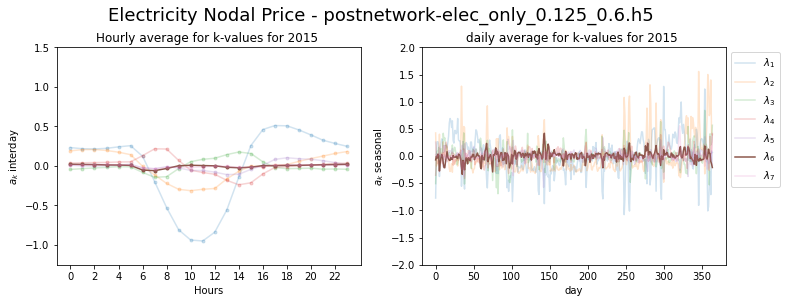 Electricity Nodal Price - postnetwork-elec_only_0.125_0.6.h5
Hourly average for k-values for 2015
1.5
1.0
0.5
0.0
−0.5
−1.0
a_k interday
0 2 4 6 8 10 12 14 16 18 20 22
Hours
daily average for k-values for 2015
2.0
1.5
1.0
0.5
0.0
−0.5
−1.0
−1.5
−2.0
a_k seasonal
0 50 100 150 200 250 300 350
day
λ₁
λ₂
λ₃
λ₄
λ₅
λ₆
λ₇